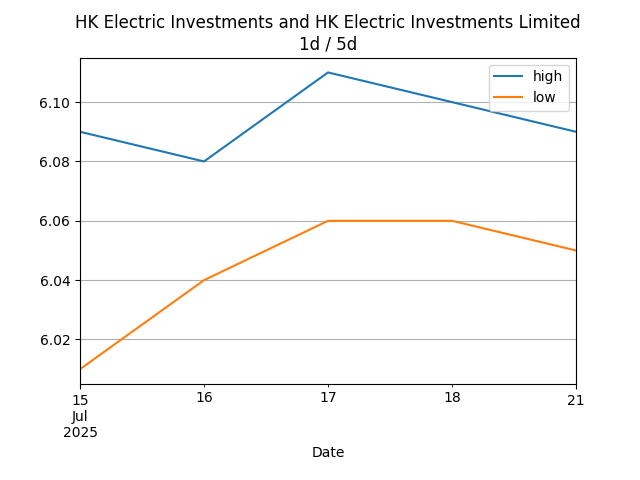 HK Electric Investments and HK Electric Investments Limited
1d / 5d
high
low
6.10
6.08
6.06
6.04
6.02
15 16 17 18 21
Jul
2025
Date